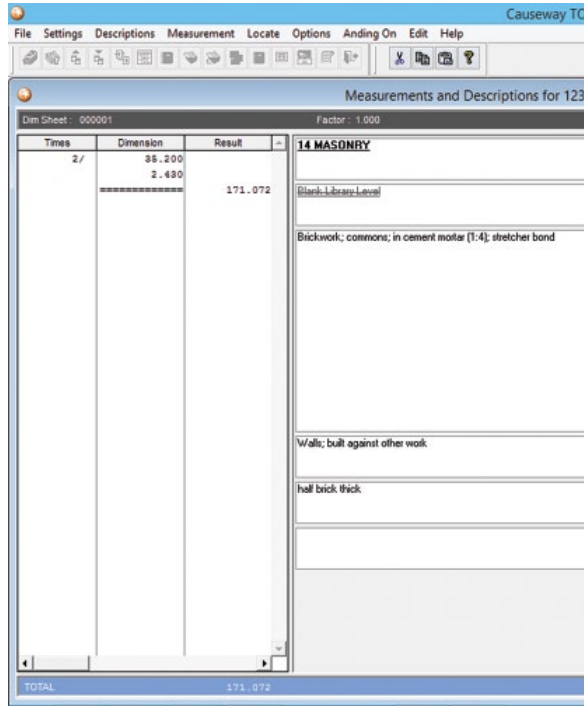 Causeway TO
File Settings Descriptions Measurement Locate Options Anding On Edit Help
Measurements and Descriptions for 123
Dim Sheet : 000001 Factor : 1.000
Times Dimension Result
2/ 35.200
2.430
============= 171.072
14 MASONRY
Blank Library Level
Brickwork; commons; in cement mortar (1:4); stretcher bond
Walls; built against other work
half brick thick
TOTAL 171.072